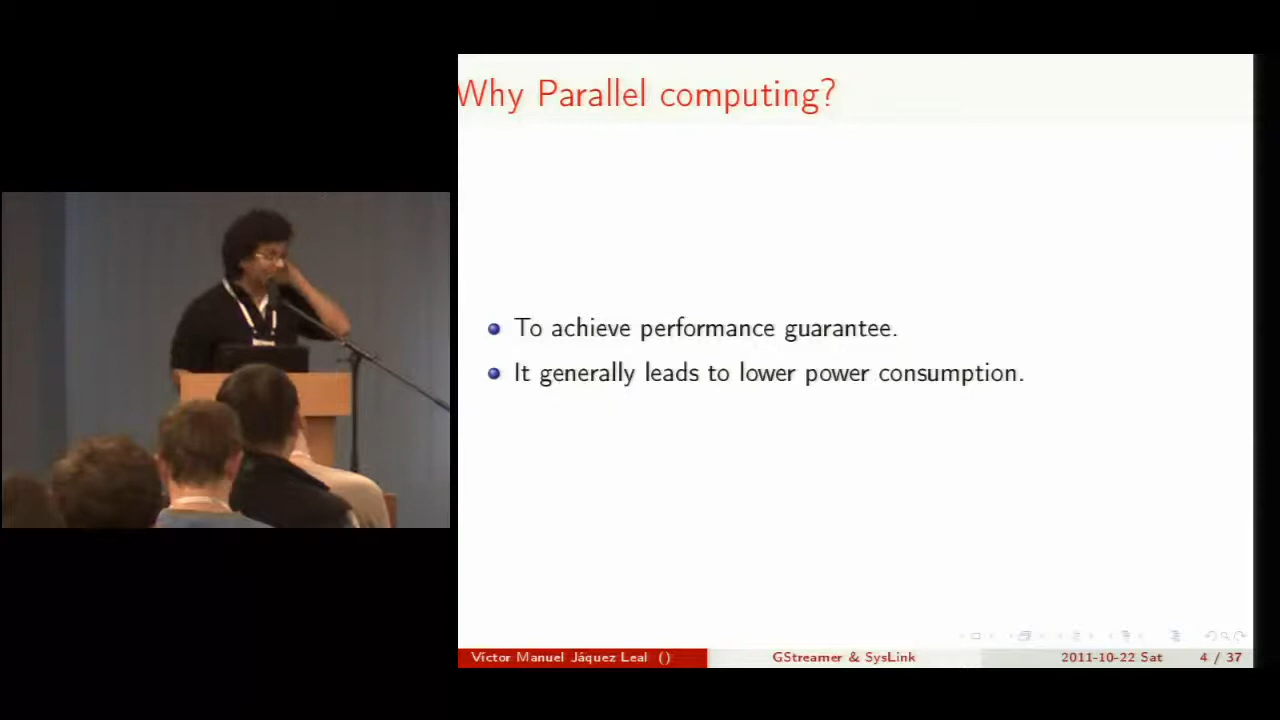 Why Parallel computing?
To achieve performance guarantee.
It generally leads to lower power consumption.
Víctor Manuel Jáquez Leal () GStreamer & SysLink 2011-10-22 Sat 4 / 37